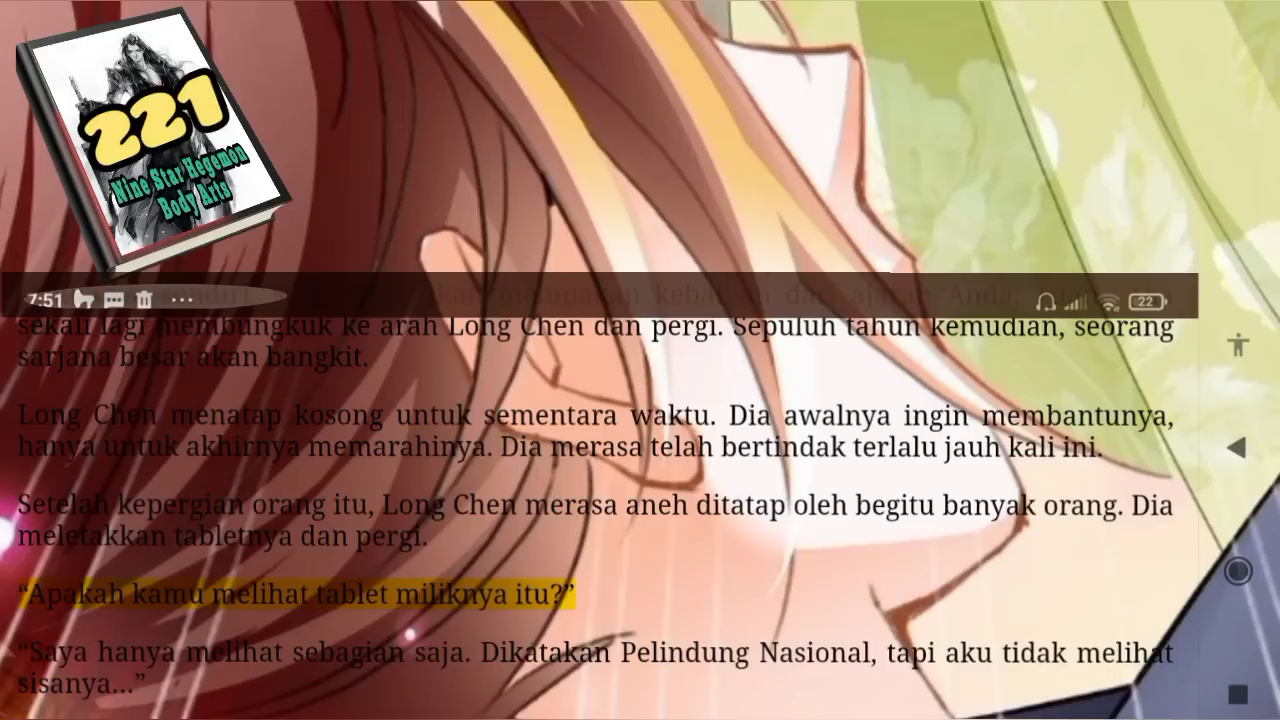 221
Nine Star Hegemon
Body Arts
7:51
22
sekali lagi membungkuk ke arah Long Chen dan pergi. Sepuluh tahun kemudian, seorang
sarjana besar akan bangkit.
Long Chen menatap kosong untuk sementara waktu. Dia awalnya ingin membantunya,
hanya untuk akhirnya memarahinya. Dia merasa telah bertindak terlalu jauh kali ini.
Setelah kepergian orang itu, Long Chen merasa aneh ditatap oleh begitu banyak orang. Dia
meletakkan tabletnya dan pergi.
“Apakah kamu melihat tablet miliknya itu?”
“Saya hanya melihat sebagian saja. Dikatakan Pelindung Nasional, tapi aku tidak melihat
sisanya...”